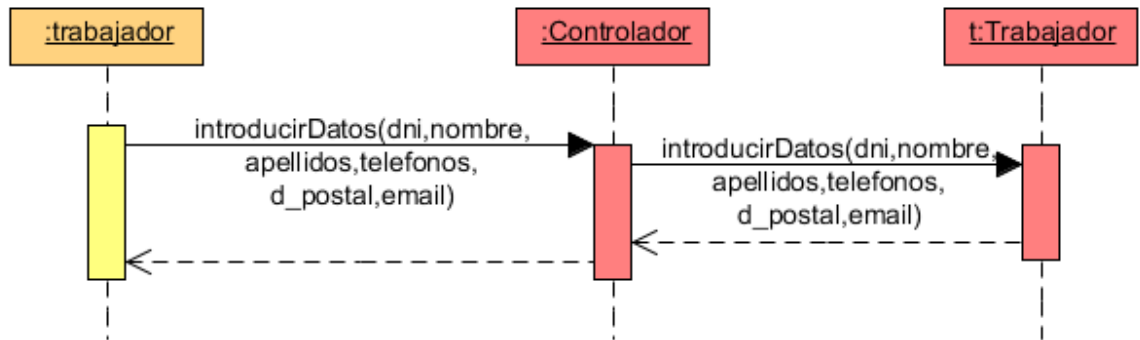 :trabajador
:Controlador
t:Trabajador
introducirDatos(dni,nombre,
apellidos,telefonos,
d_postal,email)
introducirDatos(dni,nombre,
apellidos,telefonos,
d_postal,email)